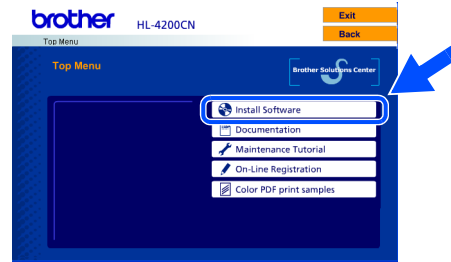 brother
HL-4200CN
Exit
Back
Top Menu
Top Menu
Brother Solutions Center
Install Software
Documentation
Maintenance Tutorial
On-Line Registration
Color PDF print samples